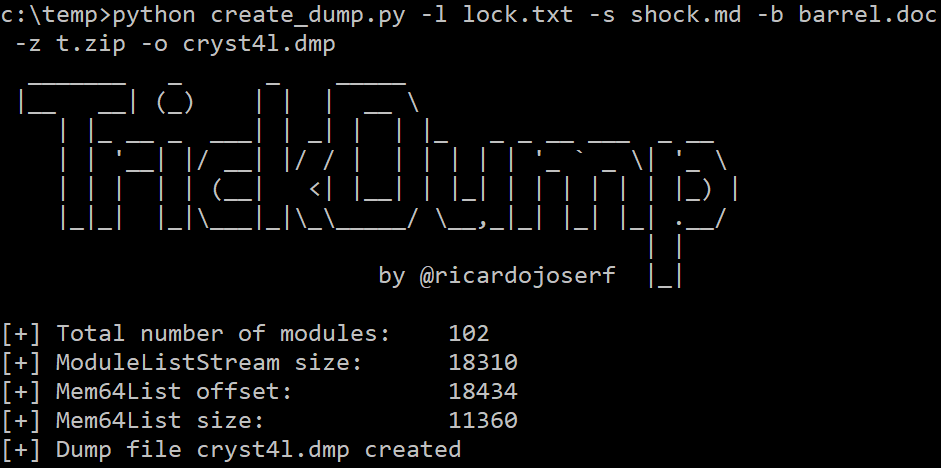 c:\temp>python create_dump.py -l lock.txt -s shock.md -b barrel.doc
-z t.zip -o cryst4l.dmp
TrickDump
by @ricardojoserf
[+] Total number of modules: 102
[+] ModuleListStream size: 18310
[+] Mem64List offset: 18434
[+] Mem64List size: 11360
[+] Dump file cryst4l.dmp created